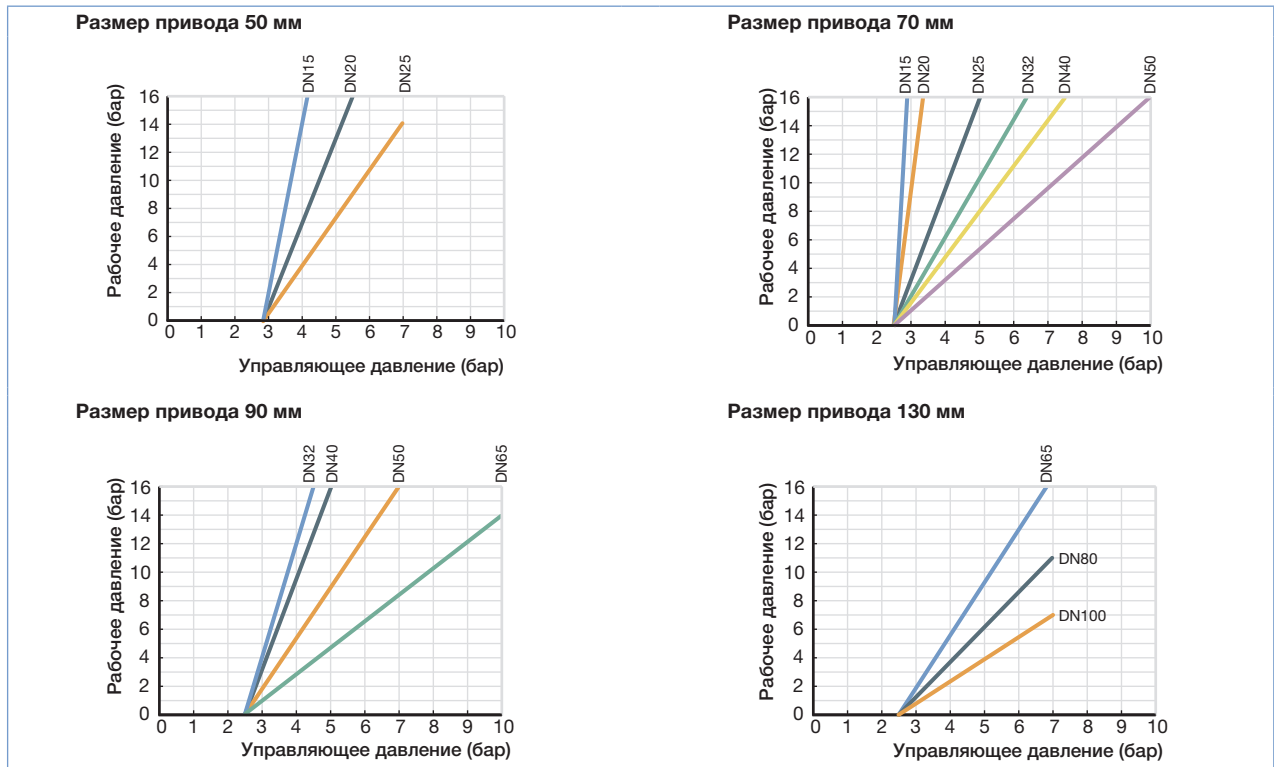 Размер привода 50 мм
DN15
DN20
DN25
Рабочее давление (бар)
16
14
12
10
8
6
4
2
0
0 1 2 3 4 5 6 7 8 9 10
Управляющее давление (бар)
Размер привода 70 мм
DN15
DN20
DN25
DN32
DN40
DN50
Рабочее давление (бар)
16
14
12
10
8
6
4
2
0
0 1 2 3 4 5 6 7 8 9 10
Управляющее давление (бар)
Размер привода 90 мм
DN32
DN40
DN50
DN65
Рабочее давление (бар)
16
14
12
10
8
6
4
2
0
0 1 2 3 4 5 6 7 8 9 10
Управляющее давление (бар)
Размер привода 130 мм
DN65
DN80
DN100
Рабочее давление (бар)
16
14
12
10
8
6
4
2
0
0 1 2 3 4 5 6 7 8 9 10
Управляющее давление (бар)